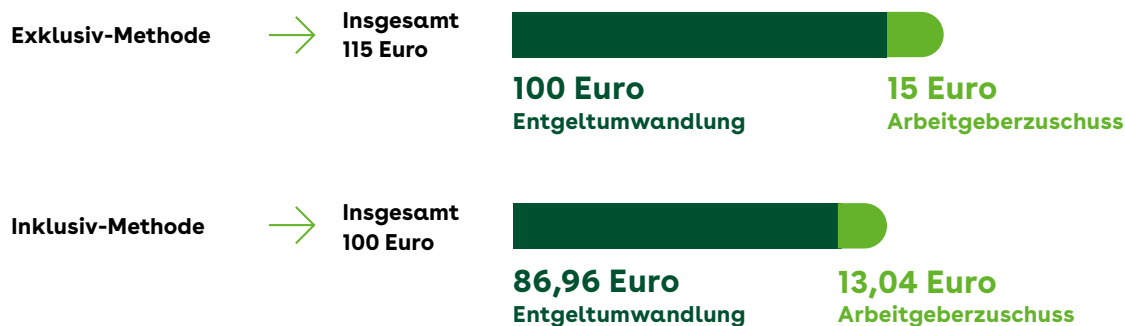 Exklusiv-Methode
Insgesamt
115 Euro
100 Euro
Entgeltumwandlung
15 Euro
Arbeitgeberzuschuss
Inklusiv-Methode
Insgesamt
100 Euro
86,96 Euro
Entgeltumwandlung
13,04 Euro
Arbeitgeberzuschuss